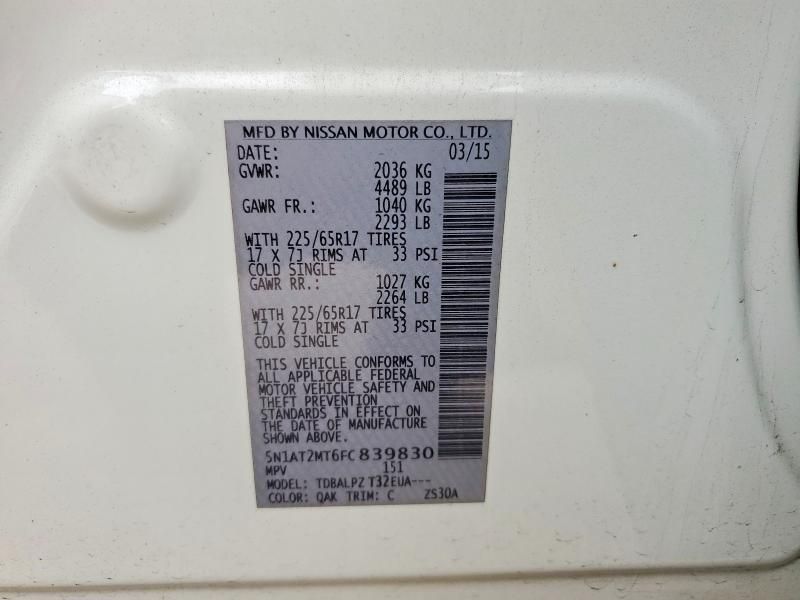 MFD BY NISSAN MOTOR CO., LTD.
DATE: 03/15
GVWR: 2036 KG
4489 LB
GAWR FR.: 1040 KG
2293 LB
WITH 225/65R17 TIRES
17 X 7J RIMS AT 33 PSI
COLD SINGLE
GAWR RR.: 1027 KG
2264 LB
WITH 225/65R17 TIRES
17 X 7J RIMS AT 33 PSI
COLD SINGLE
THIS VEHICLE CONFORMS TO
ALL APPLICABLE FEDERAL
MOTOR VEHICLE SAFETY AND
THEFT PREVENTION
STANDARDS IN EFFECT ON
THE DATE OF MANUFACTURE
SHOWN ABOVE.
5N1AT2MT6FC839830
MPV 151
MODEL: TDBALPZ T32EUA---
COLOR: QAK TRIM: C ZS30A